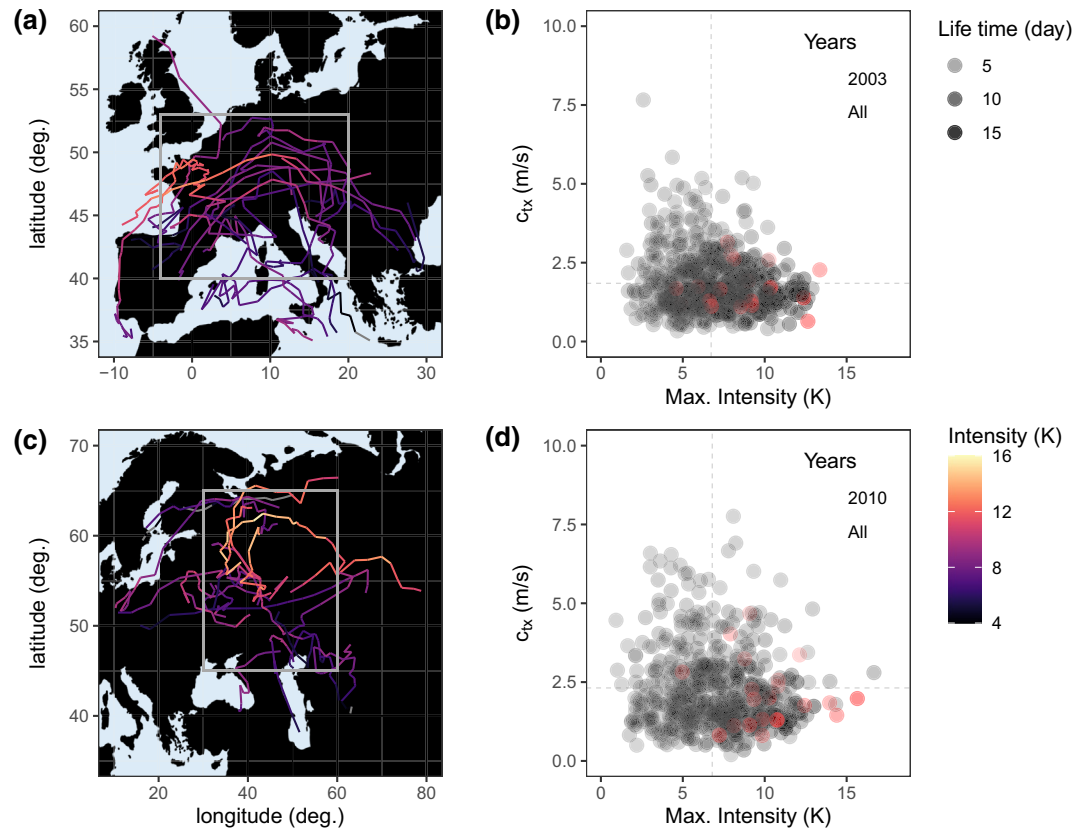 (a)
60
55
50
45
40
35
−10 0 10 20 30
latitude (deg.)
(b)
10.0
7.5
5.0
2.5
0.0
0 5 10 15
c_tx (m/s)
Max. Intensity (K)
Years
2003
All
Life time (day)
5
10
15
(c)
70
60
50
40
20 40 60 80
latitude (deg.)
longitude (deg.)
(d)
10.0
7.5
5.0
2.5
0.0
0 5 10 15
c_tx (m/s)
Max. Intensity (K)
Years
2010
All
Intensity (K)
16
12
8
4